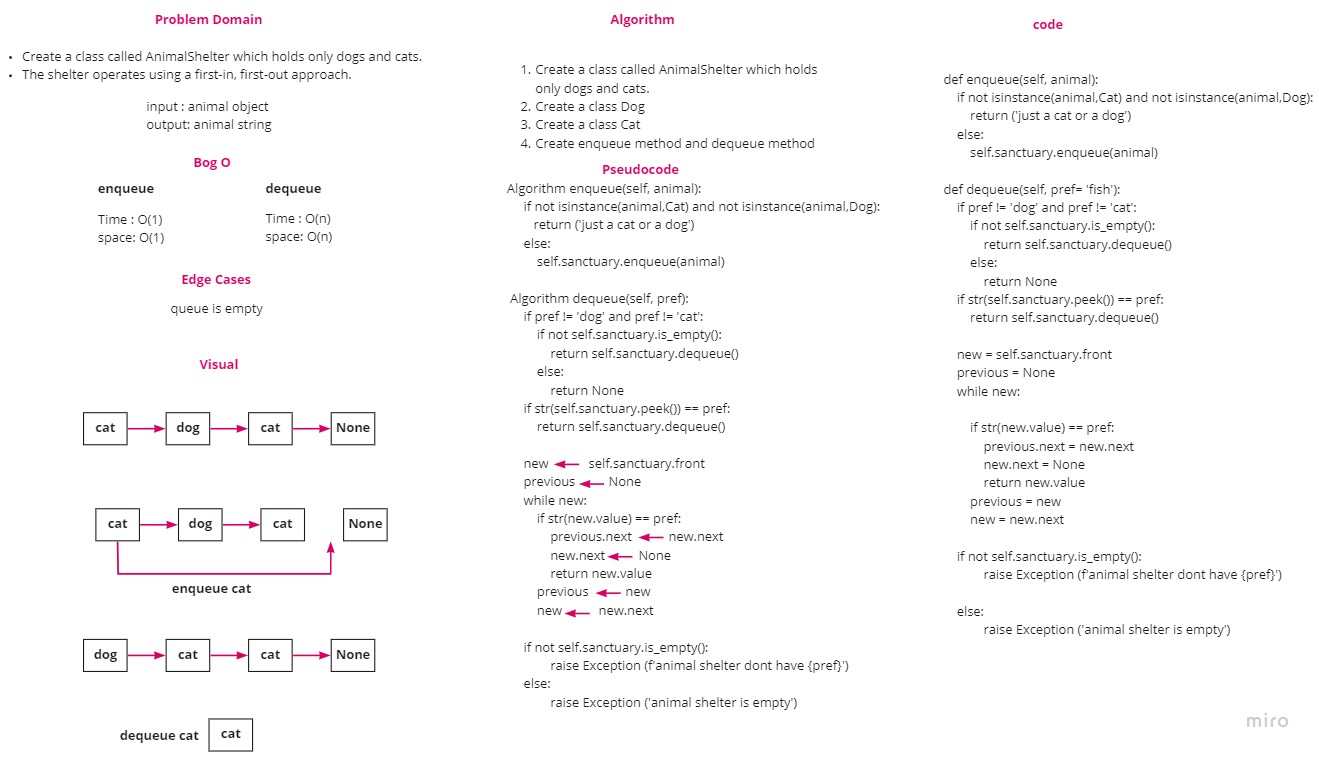 Problem Domain
• Create a class called AnimalShelter which holds only dogs and cats.
• The shelter operates using a first-in, first-out approach.
input : animal object
output: animal string
Bog O
enqueue
Time : O(1)
space: O(1)
dequeue
Time : O(n)
space: O(n)
Edge Cases
queue is empty
Visual
cat dog cat None
cat dog cat None
enqueue cat
dog cat cat None
dequeue cat cat
Algorithm
1. Create a class called AnimalShelter which holds
only dogs and cats.
2. Create a class Dog
3. Create a class Cat
4. Create enqueue method and dequeue method
Pseudocode
Algorithm enqueue(self, animal):
if not isinstance(animal,Cat) and not isinstance(animal,Dog):
return ('just a cat or a dog')
else:
self.sanctuary.enqueue(animal)
Algorithm dequeue(self, pref):
if pref != 'dog' and pref != 'cat':
if not self.sanctuary.is_empty():
return self.sanctuary.dequeue()
else:
return None
if str(self.sanctuary.peek()) == pref:
return self.sanctuary.dequeue()
new self.sanctuary.front
previous None
while new:
if str(new.value) == pref:
previous.next new.next
new.next None
return new.value
previous new
new new.next
if not self.sanctuary.is_empty():
raise Exception (f'animal shelter dont have {pref}')
else:
raise Exception ('animal shelter is empty')
code
def enqueue(self, animal):
if not isinstance(animal,Cat) and not isinstance(animal,Dog):
return ('just a cat or a dog')
else:
self.sanctuary.enqueue(animal)
def dequeue(self, pref= 'fish'):
if pref != 'dog' and pref != 'cat':
if not self.sanctuary.is_empty():
return self.sanctuary.dequeue()
else:
return None
if str(self.sanctuary.peek()) == pref:
return self.sanctuary.dequeue()
new = self.sanctuary.front
previous = None
while new:
if str(new.value) == pref:
previous.next = new.next
new.next = None
return new.value
previous = new
new = new.next
if not self.sanctuary.is_empty():
raise Exception (f'animal shelter dont have {pref}')
else:
raise Exception ('animal shelter is empty')
miro